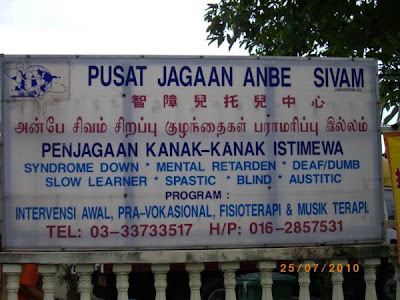 PUSAT JAGAAN ANBE SIVAM
智障兒托兒中心
அன்பே சிவம் சிறப்பு குழந்தைகள் பராமரிப்பு இல்லம்
PENJAGAAN KANAK-KANAK ISTIMEWA
SYNDROME DOWN * MENTAL RETARDEN * DEAF/DUMB
SLOW LEARNER * SPASTIC * BLIND * AUSTITIC
PROGRAM :
INTERVENSI AWAL, PRA-VOKASIONAL, FISIOTERAPI & MUSIK TERAPI.
TEL: 03-33733517 H/P: 016-2857531
25/07/2010